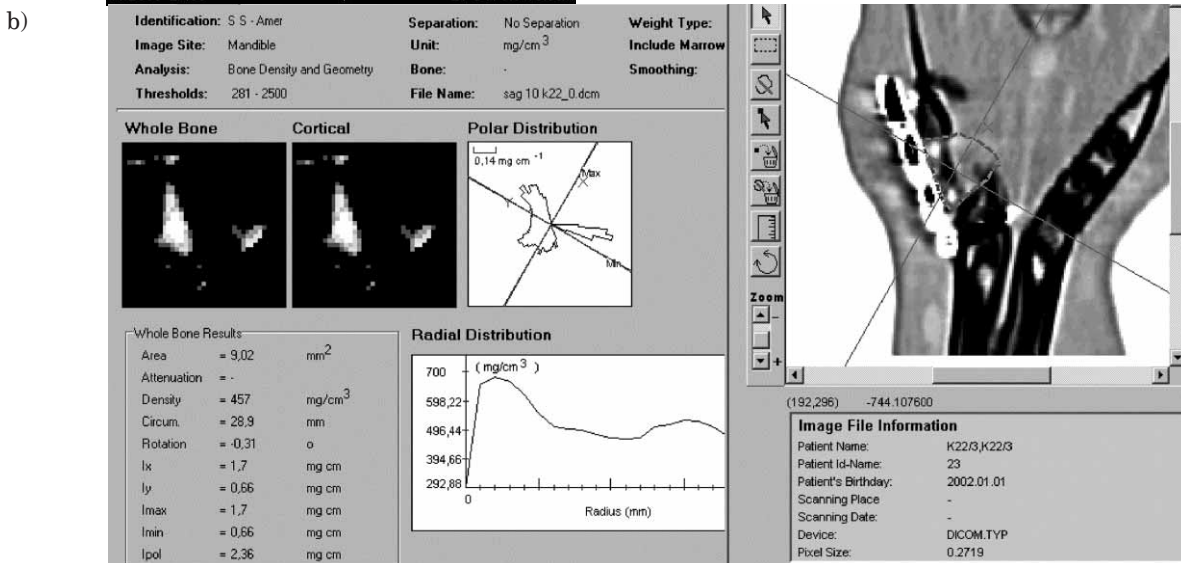 b)
Identification: S S - Amer Separation: No Separation Weight Type:
Image Site: Mandible Unit: mg/cm3 Include Marrow
Analysis: Bone Density and Geometry Bone: - Smoothing:
Thresholds: 281 - 2500 File Name: sag 10 k22_0.dcm
Whole Bone Cortical Polar Distribution
0,14 mg cm -1
Max
Y
Min
Zoom
-
+
Whole Bone Results
Area = 9,02 mm2
Attenuation = -
Density = 457 mg/cm3
Circum. = 28,9 mm
Rotation = -0,31 o
Ix = 1,7 mg cm
Iy = 0,66 mg cm
Imax = 1,7 mg cm
Imin = 0,66 mg cm
Ipol = 2,36 mg cm
Radial Distribution
(mg/cm3 )
700
598,22
496,44
394,66
292,88
0
Radius (mm)
(192,296) -744.107600
Image File Information
Patient Name: K22/3,K22/3
Patient Id-Name: 23
Patient's Birthday: 2002.01.01
Scanning Place -
Scanning Date: -
Device: DICOM.TYP
Pixel Size: 0.2719